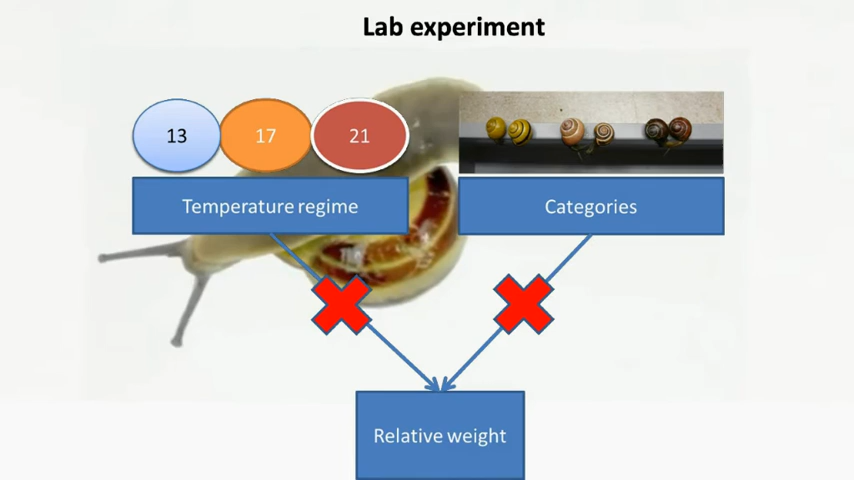 Lab experiment
13
17
21
Temperature regime
Categories
Relative weight